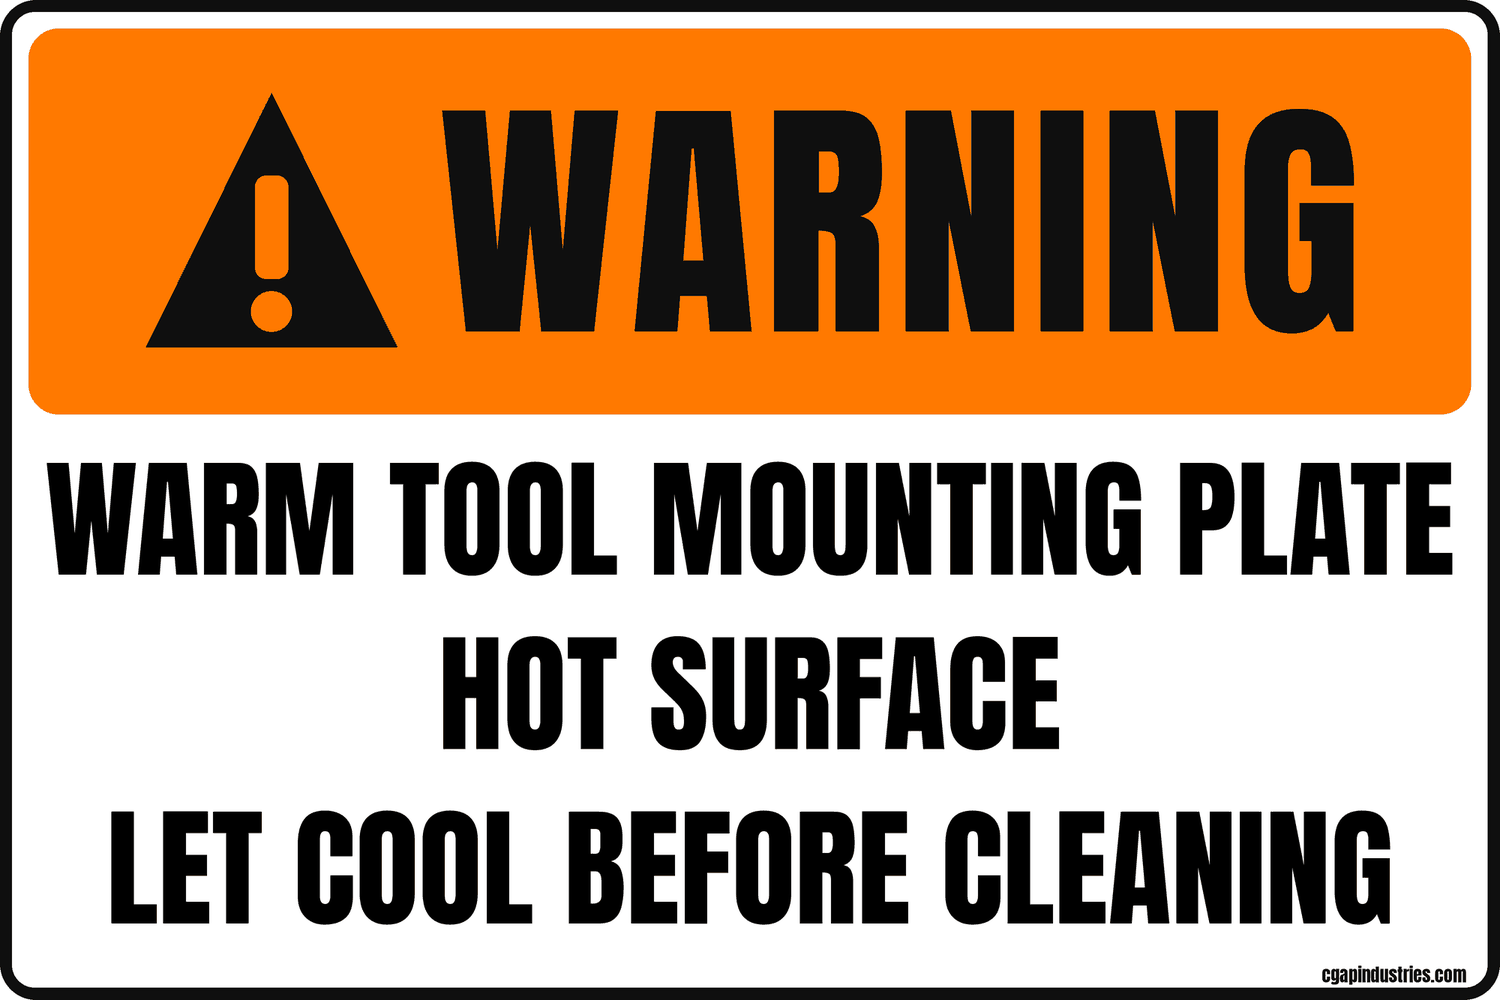 WARNING
WARM TOOL MOUNTING PLATE
HOT SURFACE
LET COOL BEFORE CLEANING
cgapindustries.com